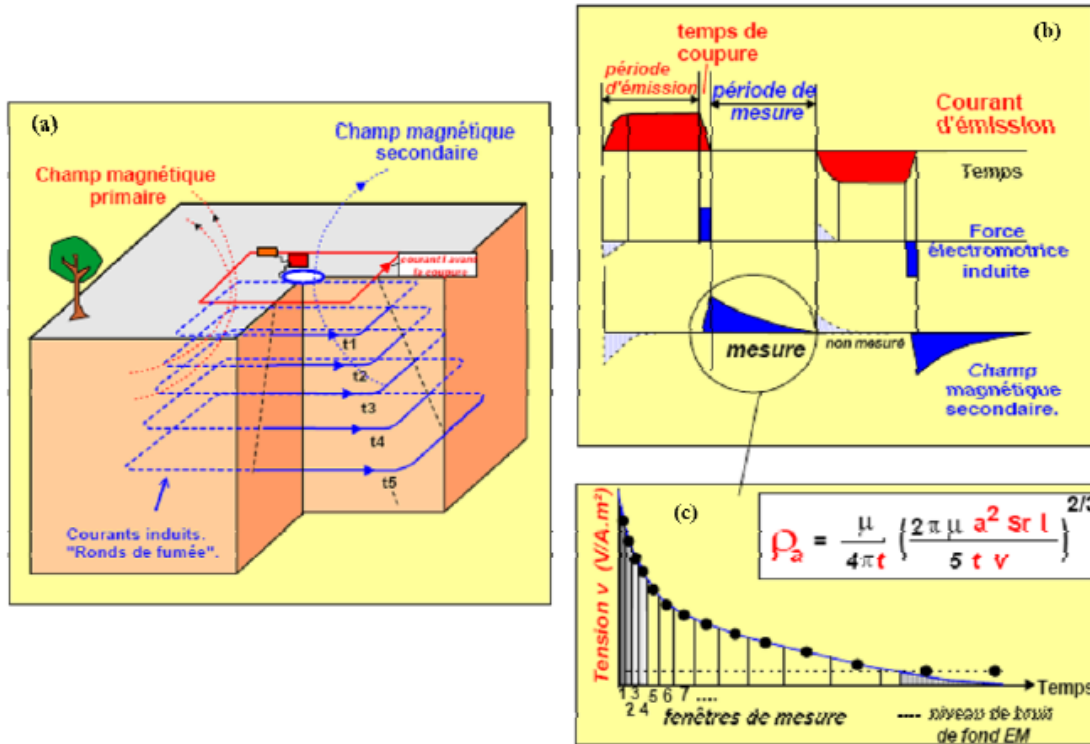 (a)
Champ magnétique
secondaire
Champ magnétique
primaire
courant I avant
la coupure
t1
t2
t3
t4
t5
Courants induits.
"Ronds de fumée".
(b)
temps de
coupure
période
d'émission
période de
mesure
Courant
d'émission
Temps
Force
électromotrice
induite
mesure
non mesuré
Champ
magnétique
secondaire.
(c)
Tension v (V/A.m²)
ρa = μ/4πt (2πμ a² Sr I / 5 t v)^2/3
1 2 3 4 5 6 7 ....
Temps
fenêtres de mesure
---- niveau de bruit
de fond EM